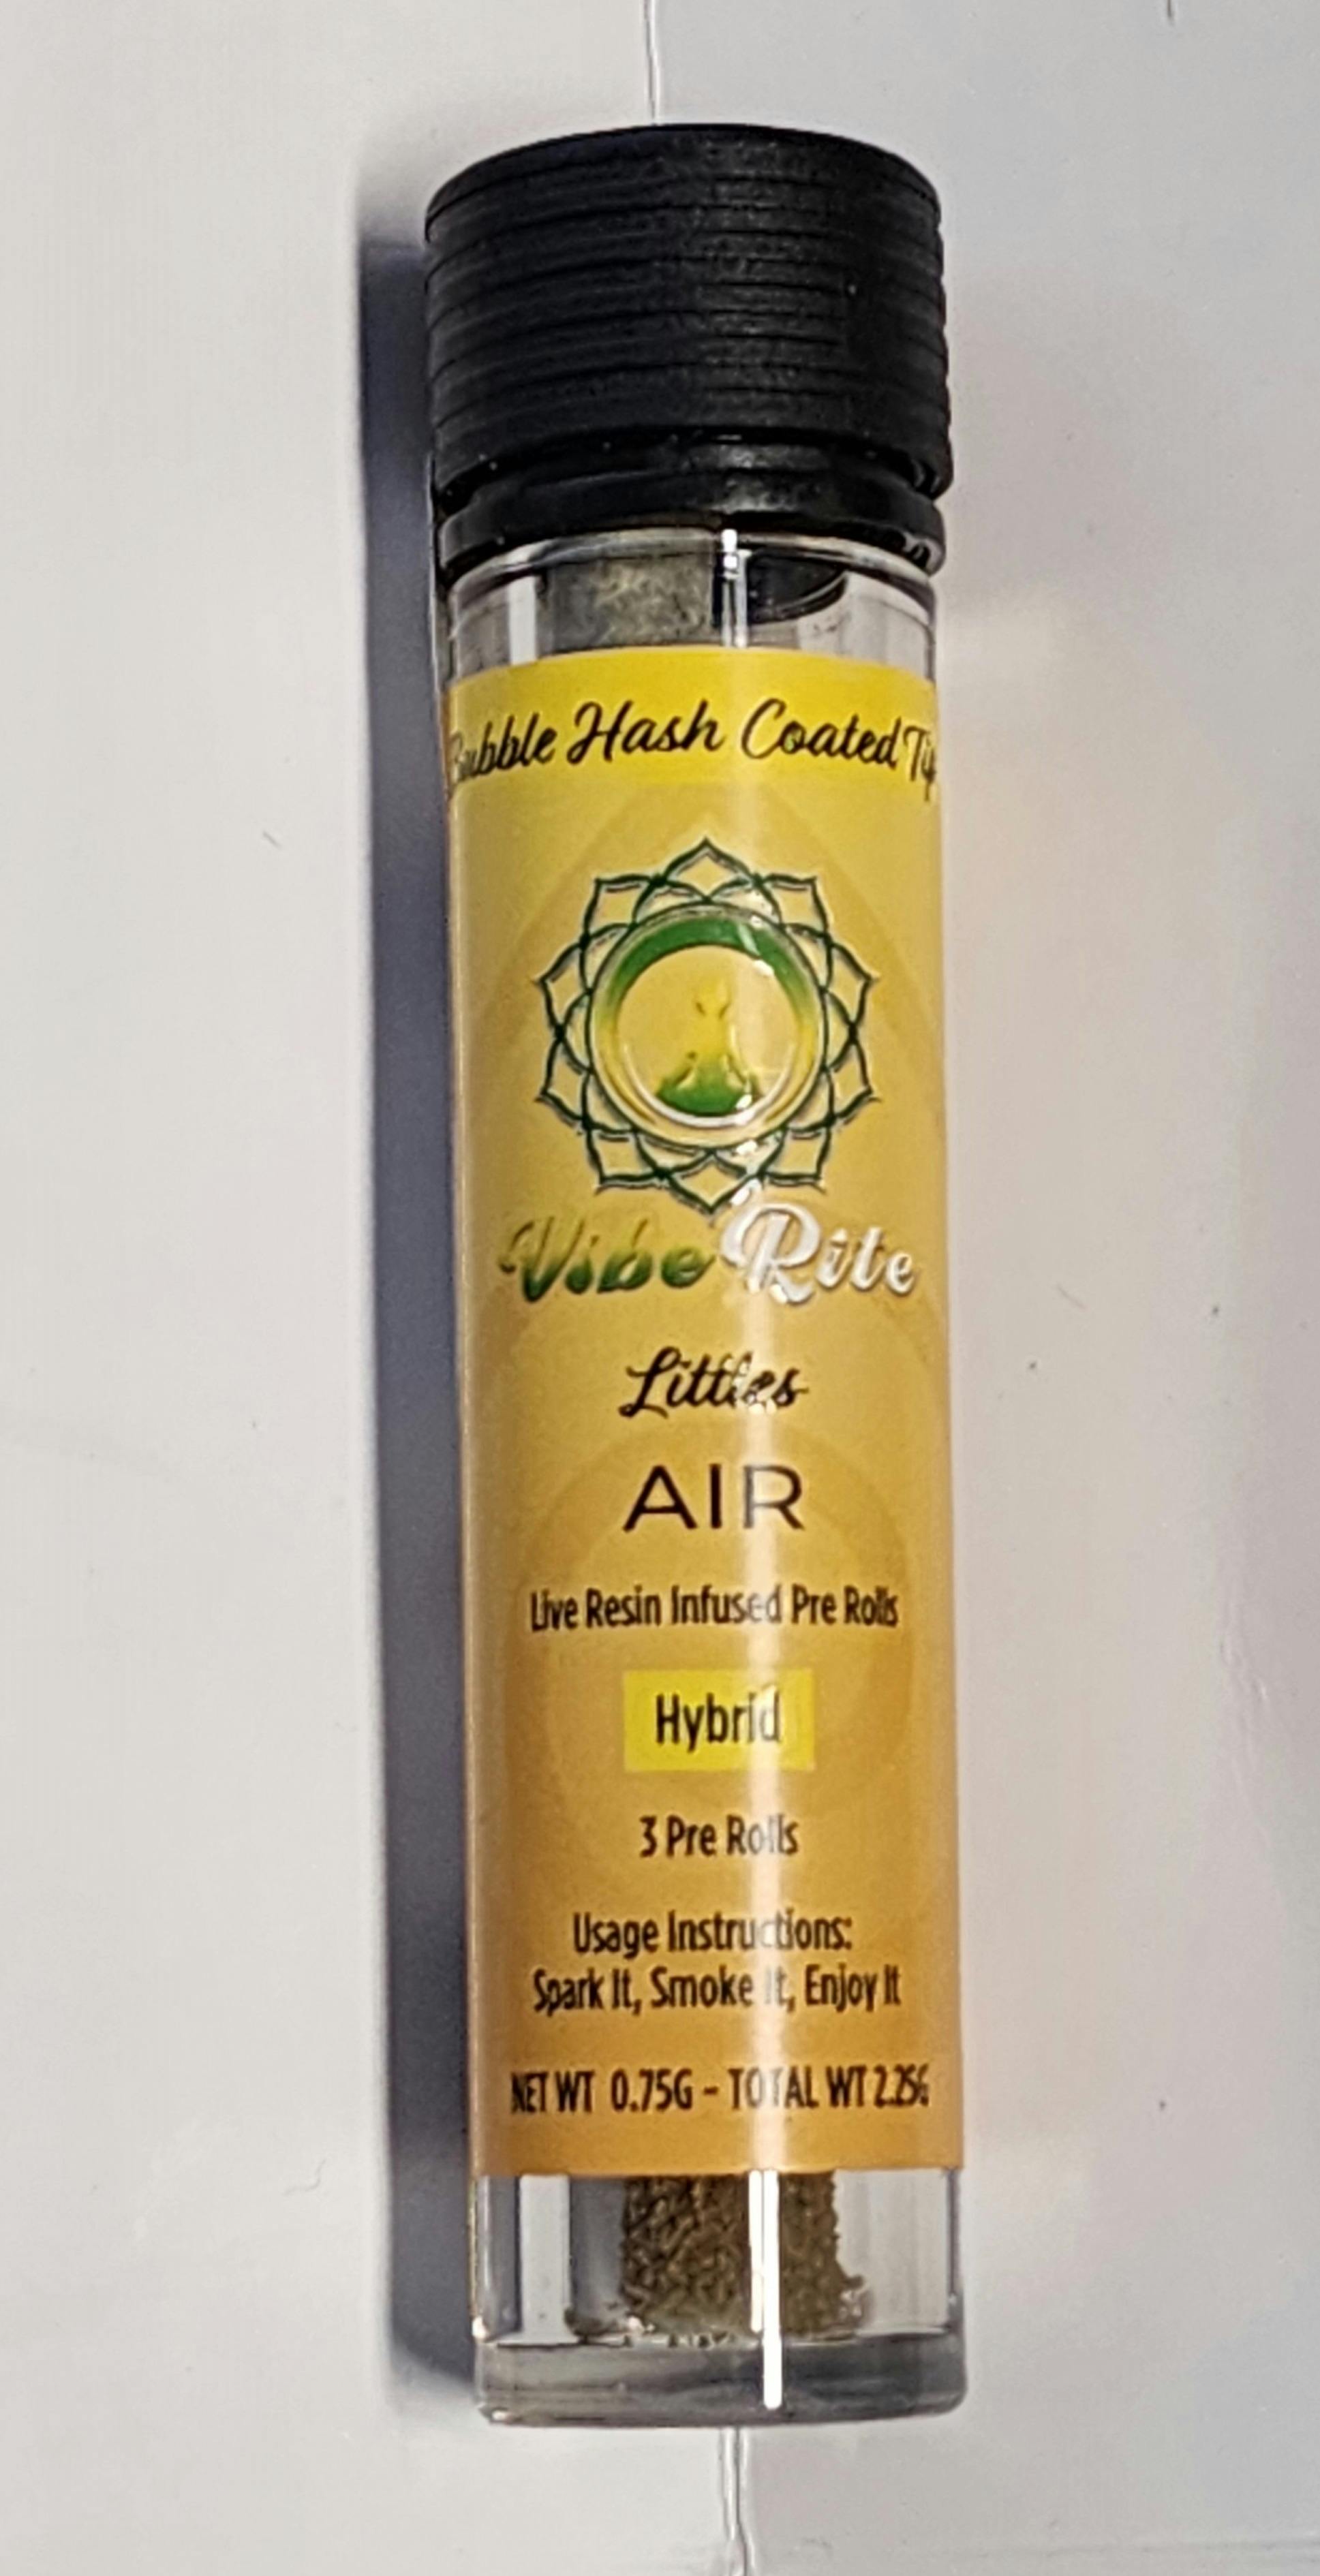 Bubble Hash Coated Tip
Vibe Rite
Littles
AIR
Live Resin Infused Pre Rolls
Hybrid
3 Pre Rolls
Usage Instructions:
Spark It, Smoke It, Enjoy It
NET WT 0.75G - TOTAL WT 2.25G